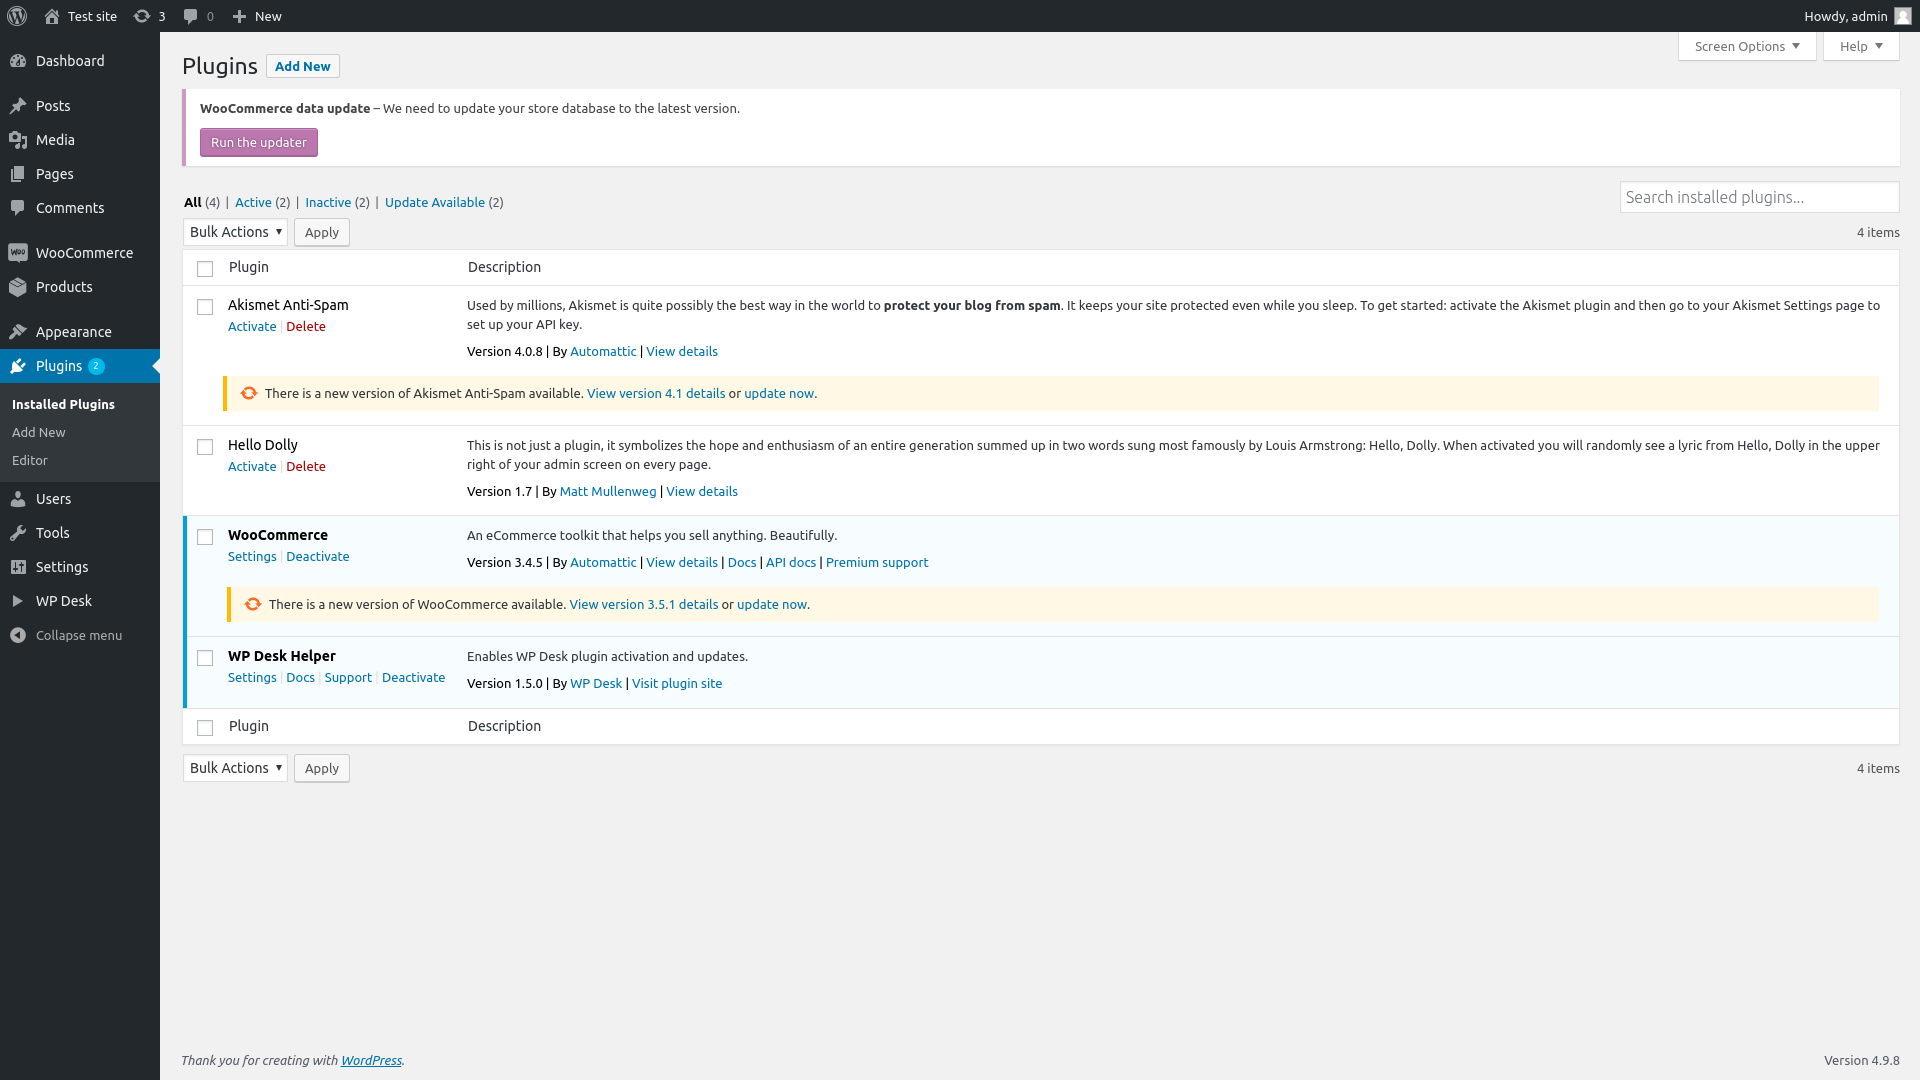 Test site 3 0 New Howdy, admin
Screen Options ▼ Help ▼
Dashboard
Posts
Media
Pages
Comments
WOO WooCommerce
Products
Appearance
Plugins 2
Installed Plugins
Add New
Editor
Users
Tools
Settings
WP Desk
Collapse menu
Plugins Add New
WooCommerce data update – We need to update your store database to the latest version.
Run the updater
All (4) | Active (2) | Inactive (2) | Update Available (2)
Search installed plugins...
Bulk Actions ▾ Apply 4 items
Plugin Description
Akismet Anti-Spam
Activate | Delete
Used by millions, Akismet is quite possibly the best way in the world to protect your blog from spam. It keeps your site protected even while you sleep. To get started: activate the Akismet plugin and then go to your Akismet Settings page to
set up your API key.
Version 4.0.8 | By Automattic | View details
There is a new version of Akismet Anti-Spam available. View version 4.1 details or update now.
Hello Dolly
Activate | Delete
This is not just a plugin, it symbolizes the hope and enthusiasm of an entire generation summed up in two words sung most famously by Louis Armstrong: Hello, Dolly. When activated you will randomly see a lyric from Hello, Dolly in the upper
right of your admin screen on every page.
Version 1.7 | By Matt Mullenweg | View details
WooCommerce
Settings | Deactivate
An eCommerce toolkit that helps you sell anything. Beautifully.
Version 3.4.5 | By Automattic | View details | Docs | API docs | Premium support
There is a new version of WooCommerce available. View version 3.5.1 details or update now.
WP Desk Helper
Settings | Docs | Support | Deactivate
Enables WP Desk plugin activation and updates.
Version 1.5.0 | By WP Desk | Visit plugin site
Plugin Description
Bulk Actions ▾ Apply 4 items
Thank you for creating with WordPress. Version 4.9.8